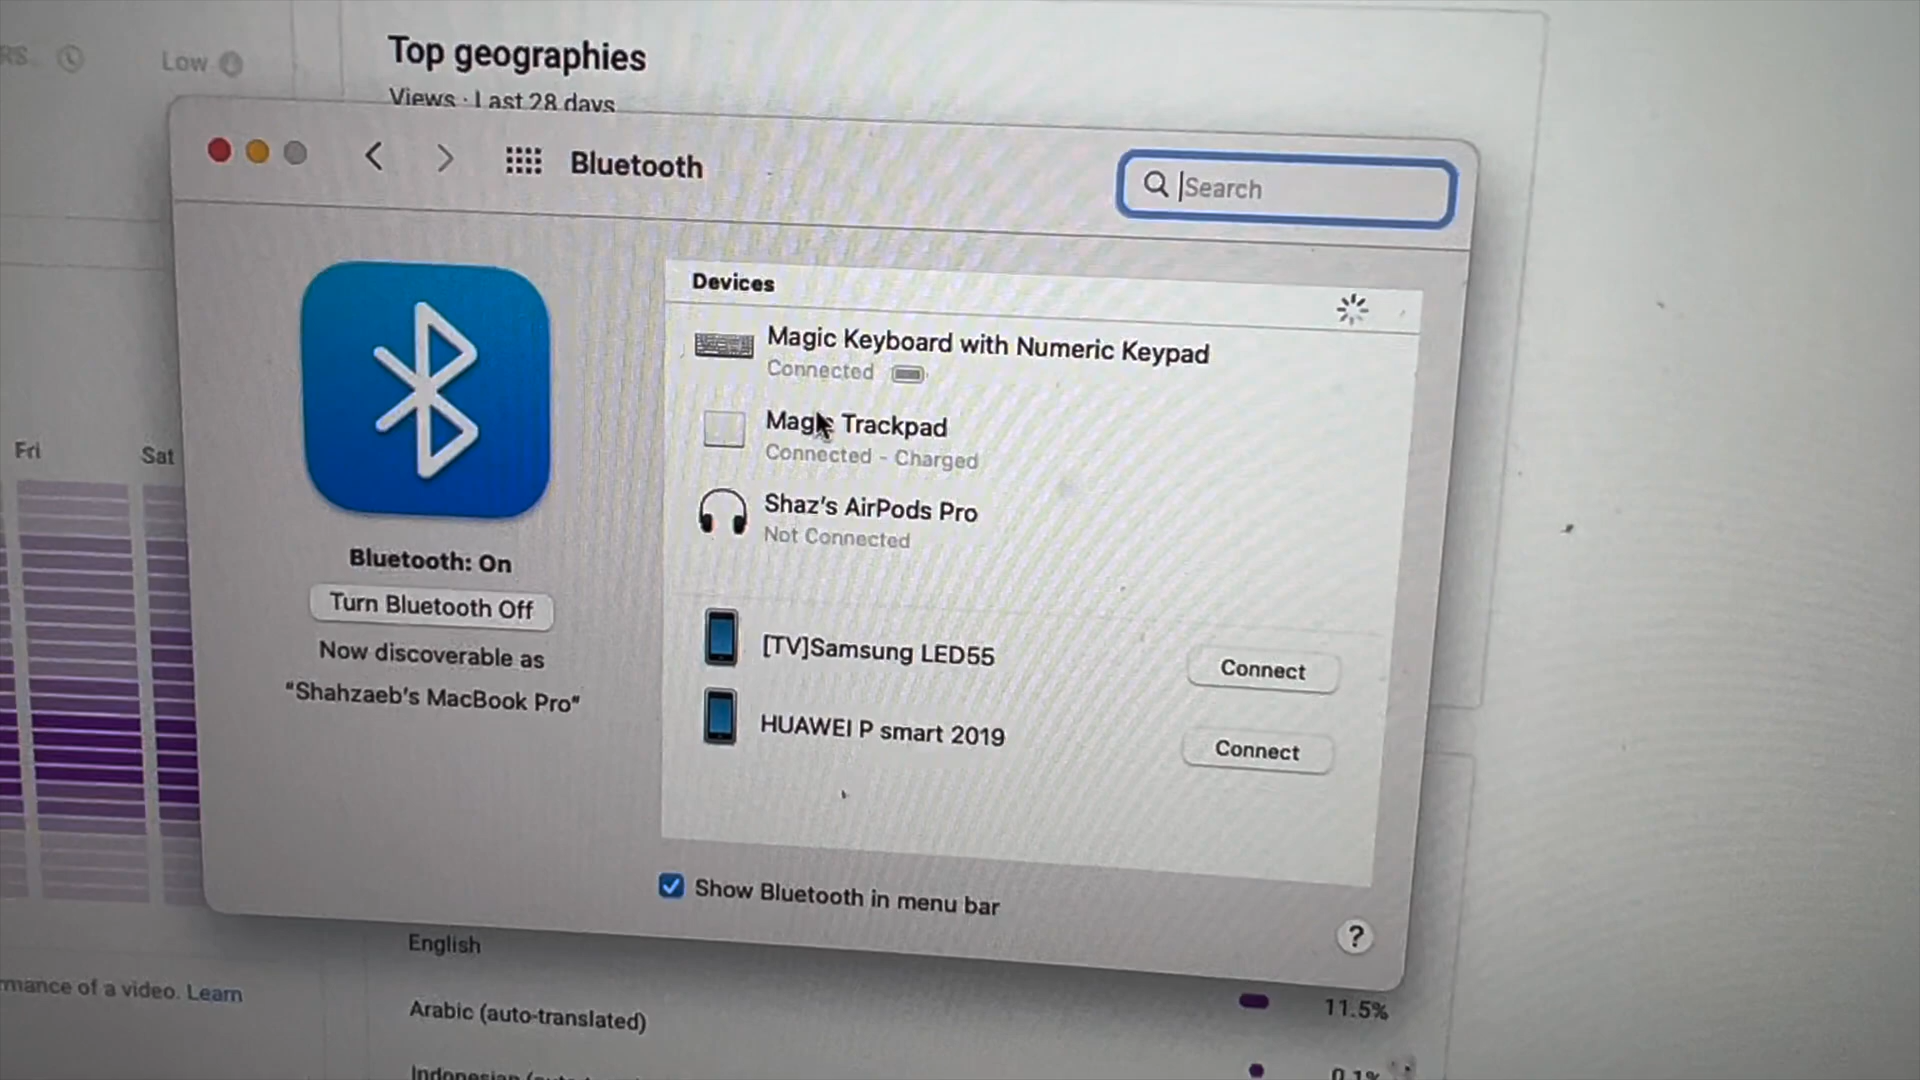 RS
Low
Top geographies
Views · Last 28 days
Bluetooth
Search
Devices
Magic Keyboard with Numeric Keypad
Connected
Magic Trackpad
Connected - Charged
Shaz's AirPods Pro
Not Connected
[TV]Samsung LED55
Connect
HUAWEI P smart 2019
Connect
Bluetooth: On
Turn Bluetooth Off
Now discoverable as
"Shahzaeb's MacBook Pro"
Show Bluetooth in menu bar
?
Fri
Sat
mance of a video. Learn
English
Arabic (auto-translated)
11.5%
0.1%